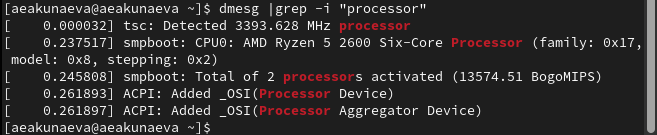 [aeakunaeva@aeakunaeva ~]$ dmesg |grep -i "processor"
[    0.000032] tsc: Detected 3393.628 MHz processor
[    0.237517] smpboot: CPU0: AMD Ryzen 5 2600 Six-Core Processor (family: 0x17,
 model: 0x8, stepping: 0x2)
[    0.245808] smpboot: Total of 2 processors activated (13574.51 BogoMIPS)
[    0.261893] ACPI: Added _OSI(Processor Device)
[    0.261897] ACPI: Added _OSI(Processor Aggregator Device)
[aeakunaeva@aeakunaeva ~]$